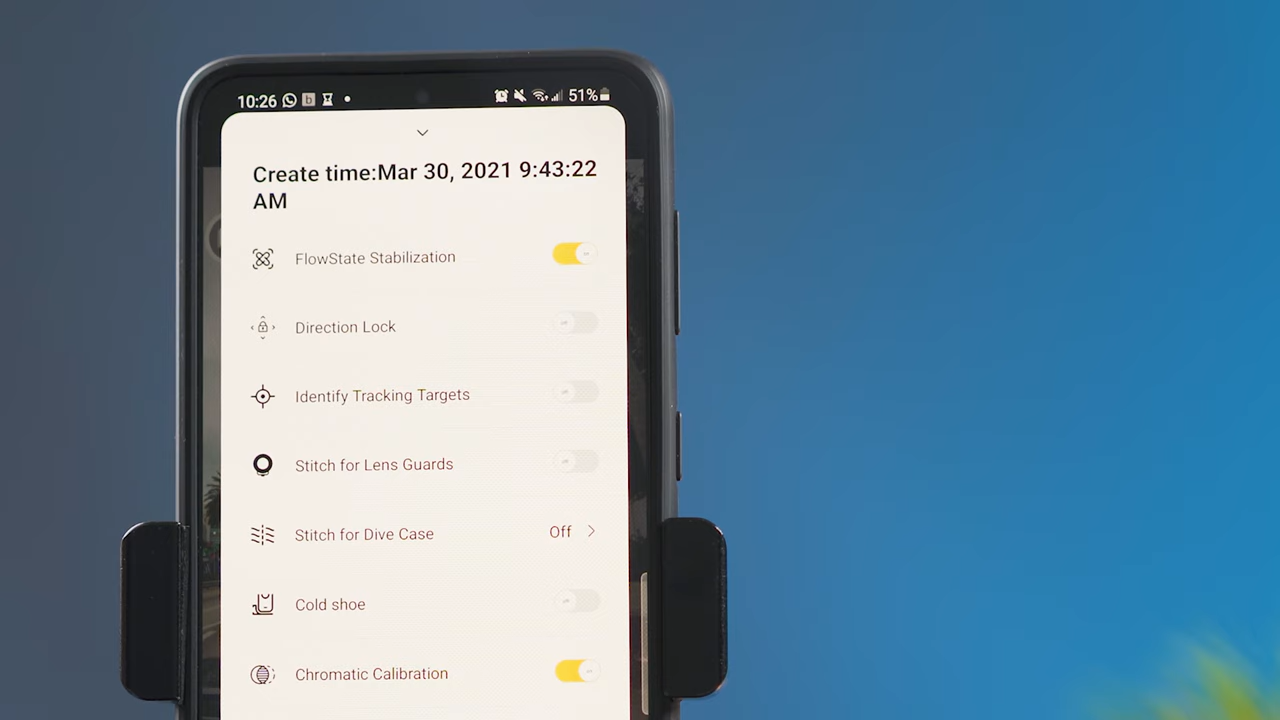 10:26 51%
Create time:Mar 30, 2021 9:43:22
AM
FlowState Stabilization
Direction Lock
Identify Tracking Targets
Stitch for Lens Guards
Stitch for Dive Case Off
Cold shoe
Chromatic Calibration